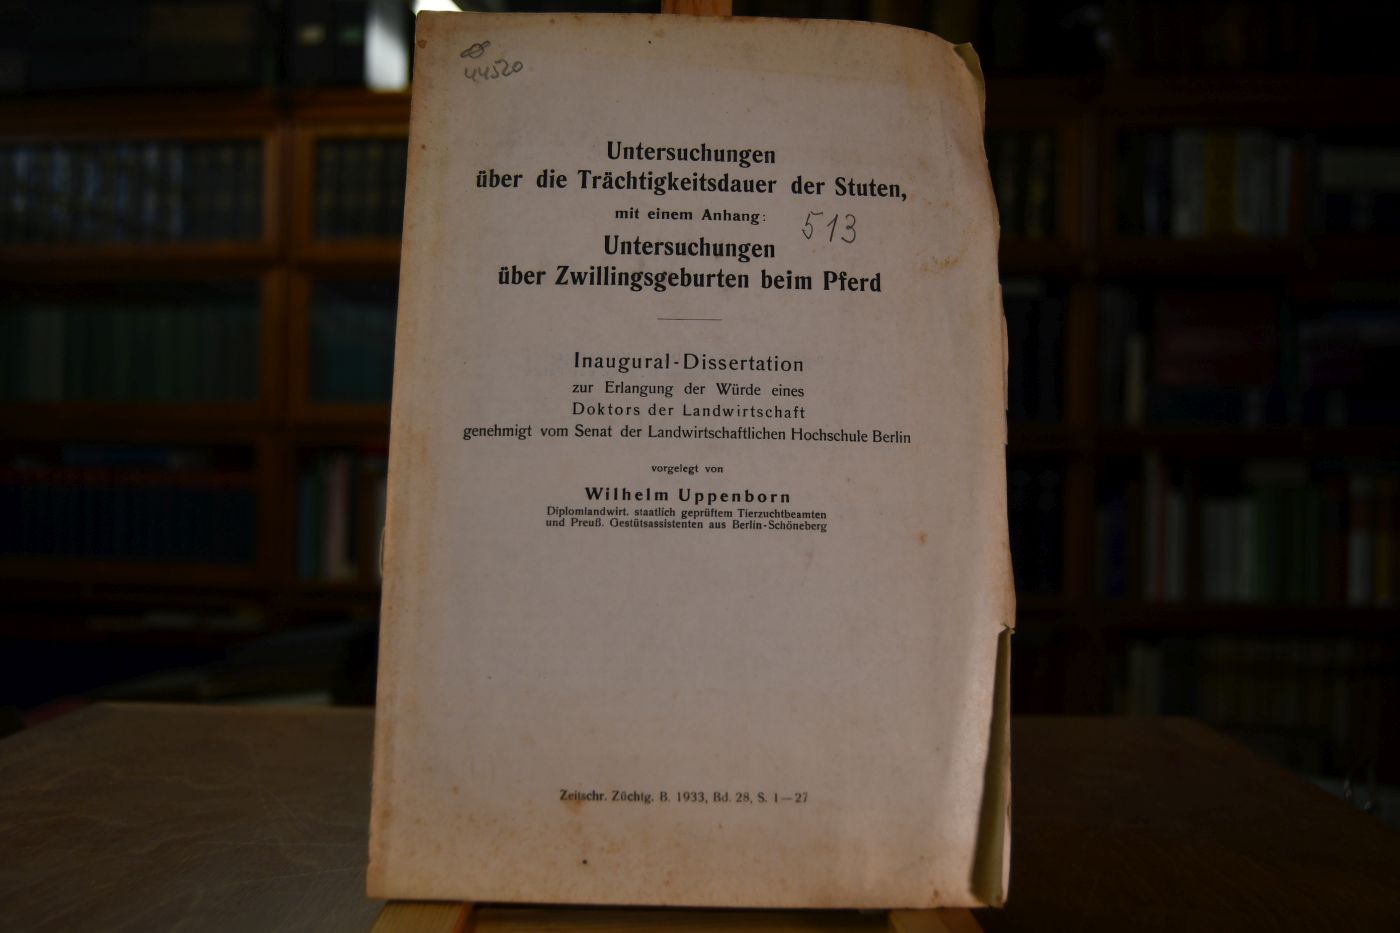 44520
Untersuchungen
über die Trächtigkeitsdauer der Stuten,
mit einem Anhang:
513
Untersuchungen
über Zwillingsgeburten beim Pferd
Inaugural-Dissertation
zur Erlangung der Würde eines
Doktors der Landwirtschaft
genehmigt vom Senat der Landwirtschaftlichen Hochschule Berlin
vorgelegt von
Wilhelm Uppenborn
Diplomlandwirt. staatlich geprüftem Tierzuchtbeamten
und Preuß. Gestütsassistenten aus Berlin-Schöneberg
Zeitschr. Züchtg. B. 1933, Bd. 28, S. 1—27